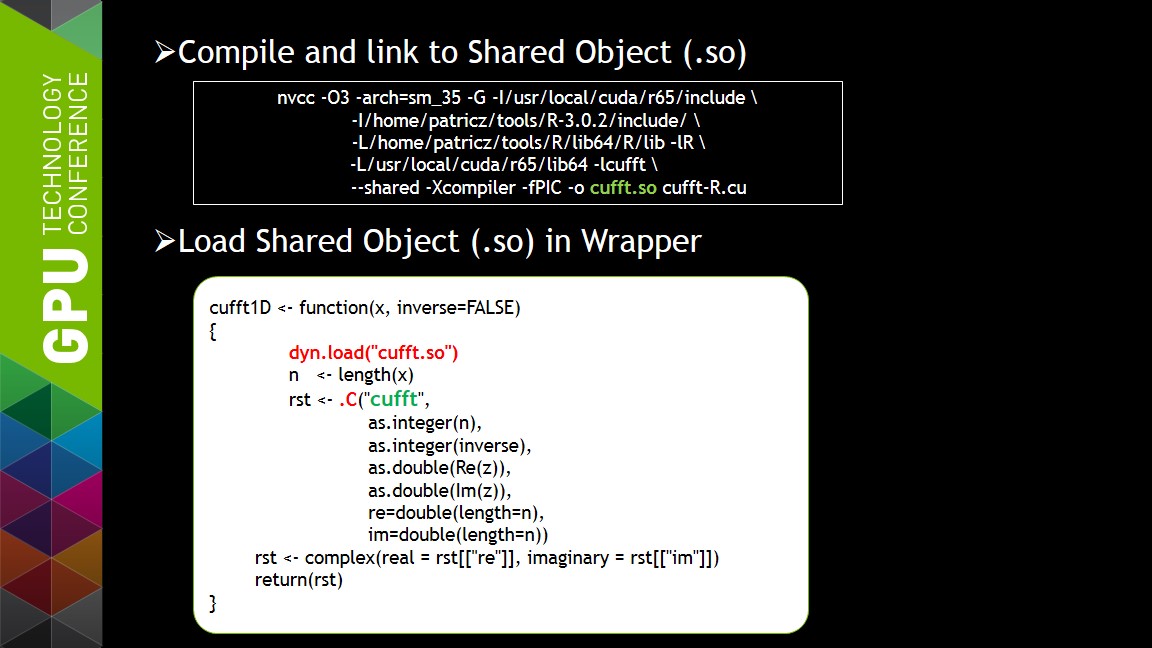 GPU TECHNOLOGY
CONFERENCE
➢Compile and link to Shared Object (.so)
nvcc -O3 -arch=sm_35 -G -I/usr/local/cuda/r65/include \
-I/home/patricz/tools/R-3.0.2/include/ \
-L/home/patricz/tools/R/lib64/R/lib -lR \
-L/usr/local/cuda/r65/lib64 -lcufft \
--shared -Xcompiler -fPIC -o cufft.so cufft-R.cu
➢Load Shared Object (.so) in Wrapper
cufft1D <- function(x, inverse=FALSE)
{
dyn.load("cufft.so")
n <- length(x)
rst <- .C("cufft",
as.integer(n),
as.integer(inverse),
as.double(Re(z)),
as.double(Im(z)),
re=double(length=n),
im=double(length=n))
rst <- complex(real = rst[["re"]], imaginary = rst[["im"]])
return(rst)
}